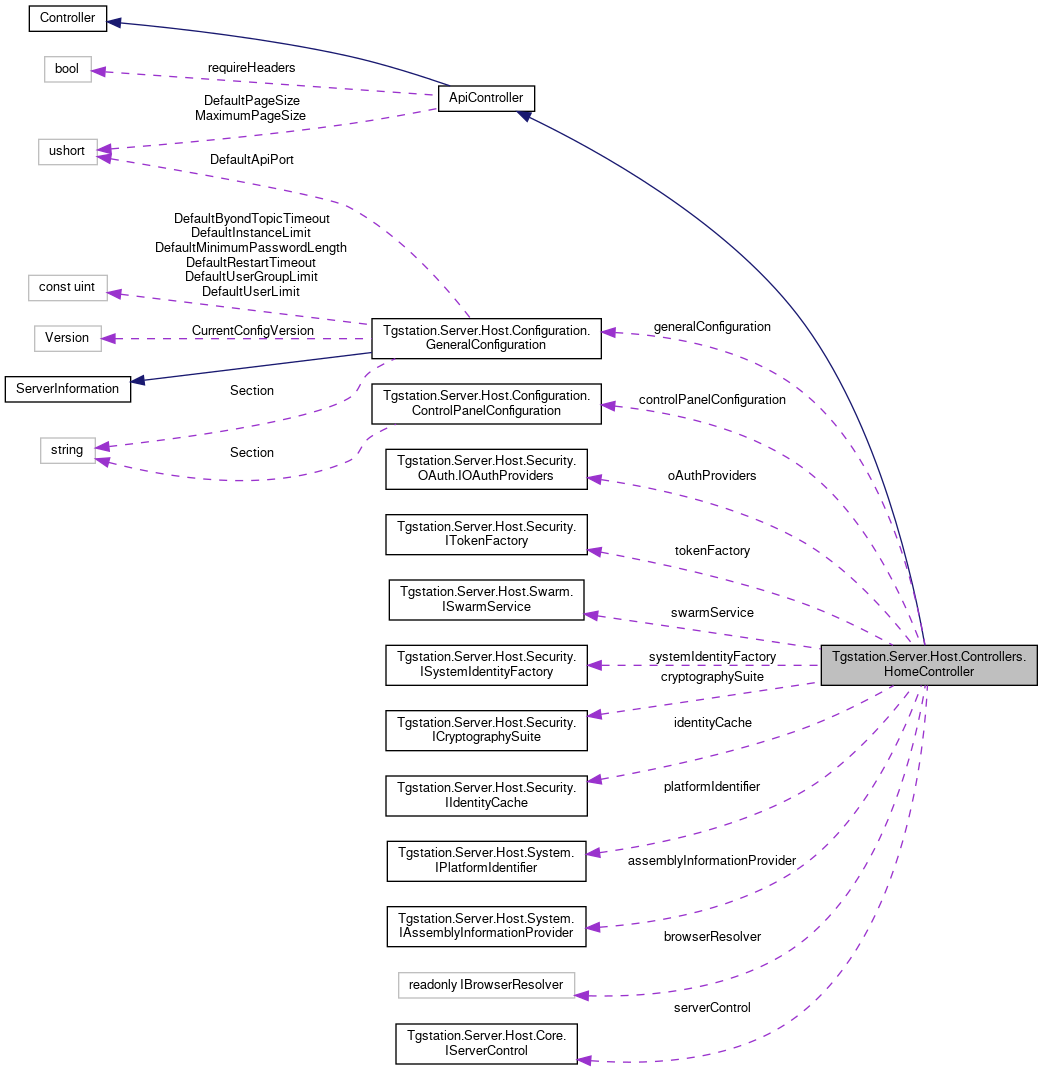 Controller
bool
requireHeaders
ApiController
DefaultPageSize
MaximumPageSize
ushort
DefaultApiPort
DefaultByondTopicTimeout
DefaultInstanceLimit
DefaultMinimumPasswordLength
DefaultRestartTimeout
DefaultUserGroupLimit
DefaultUserLimit
const uint
Version
CurrentConfigVersion
Tgstation.Server.Host.Configuration.
GeneralConfiguration
generalConfiguration
ServerInformation
Section
Tgstation.Server.Host.Configuration.
ControlPanelConfiguration
controlPanelConfiguration
string
Section
Tgstation.Server.Host.Security.
OAuth.IOAuthProviders
oAuthProviders
Tgstation.Server.Host.Security.
ITokenFactory
tokenFactory
Tgstation.Server.Host.Swarm.
ISwarmService
swarmService
Tgstation.Server.Host.Security.
ISystemIdentityFactory
systemIdentityFactory
Tgstation.Server.Host.Controllers.
HomeController
cryptographySuite
Tgstation.Server.Host.Security.
ICryptographySuite
identityCache
Tgstation.Server.Host.Security.
IIdentityCache
platformIdentifier
Tgstation.Server.Host.System.
IPlatformIdentifier
assemblyInformationProvider
Tgstation.Server.Host.System.
IAssemblyInformationProvider
browserResolver
readonly IBrowserResolver
serverControl
Tgstation.Server.Host.Core.
IServerControl